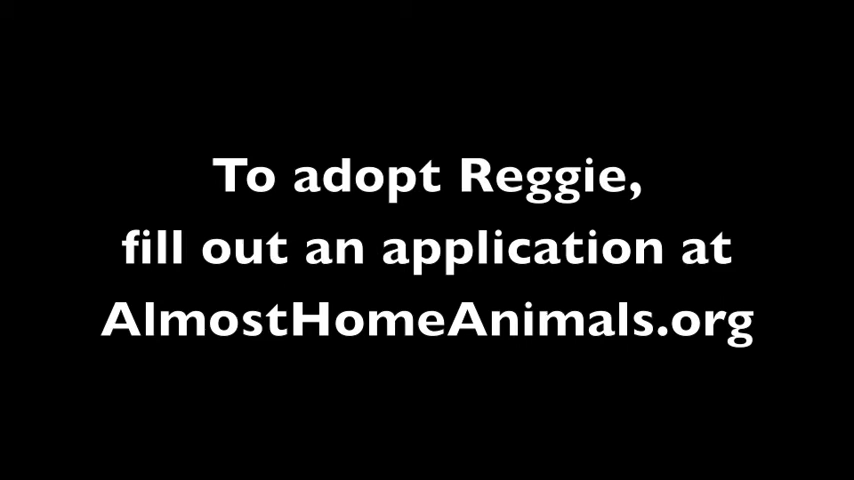 To adopt Reggie,
fill out an application at
AlmostHomeAnimals.org